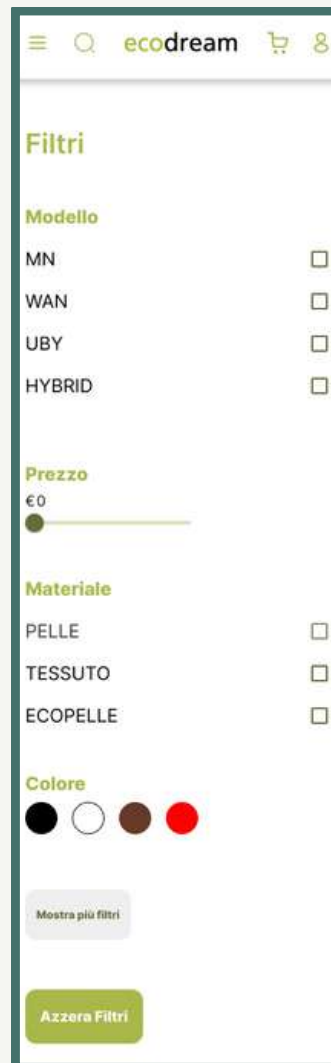 ecodream
Filtri
Modello
MN
WAN
UBY
HYBRID
Prezzo
€0
Materiale
PELLE
TESSUTO
ECOPELLE
Colore
Mostra più filtri
Azzera Filtri